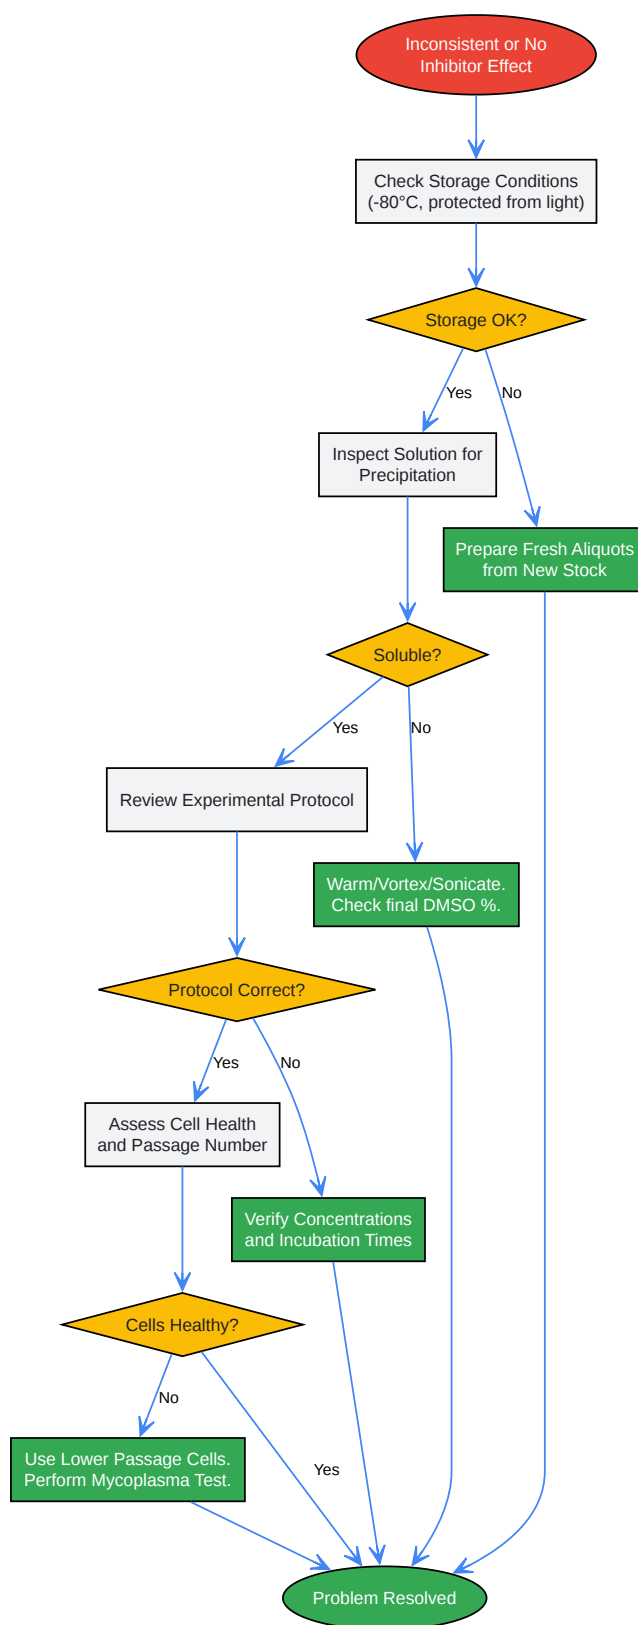 Inconsistent or No
Inhibitor Effect
Check Storage Conditions
(-80°C, protected from light)
Storage OK?
Yes
No
Inspect Solution for
Precipitation
Prepare Fresh Aliquots
from New Stock
Soluble?
Yes
No
Review Experimental Protocol
Warm/Vortex/Sonicate.
Check final DMSO %.
Protocol Correct?
Yes
No
Assess Cell Health
and Passage Number
Verify Concentrations
and Incubation Times
Cells Healthy?
No
Use Lower Passage Cells.
Perform Mycoplasma Test.
Yes
Problem Resolved